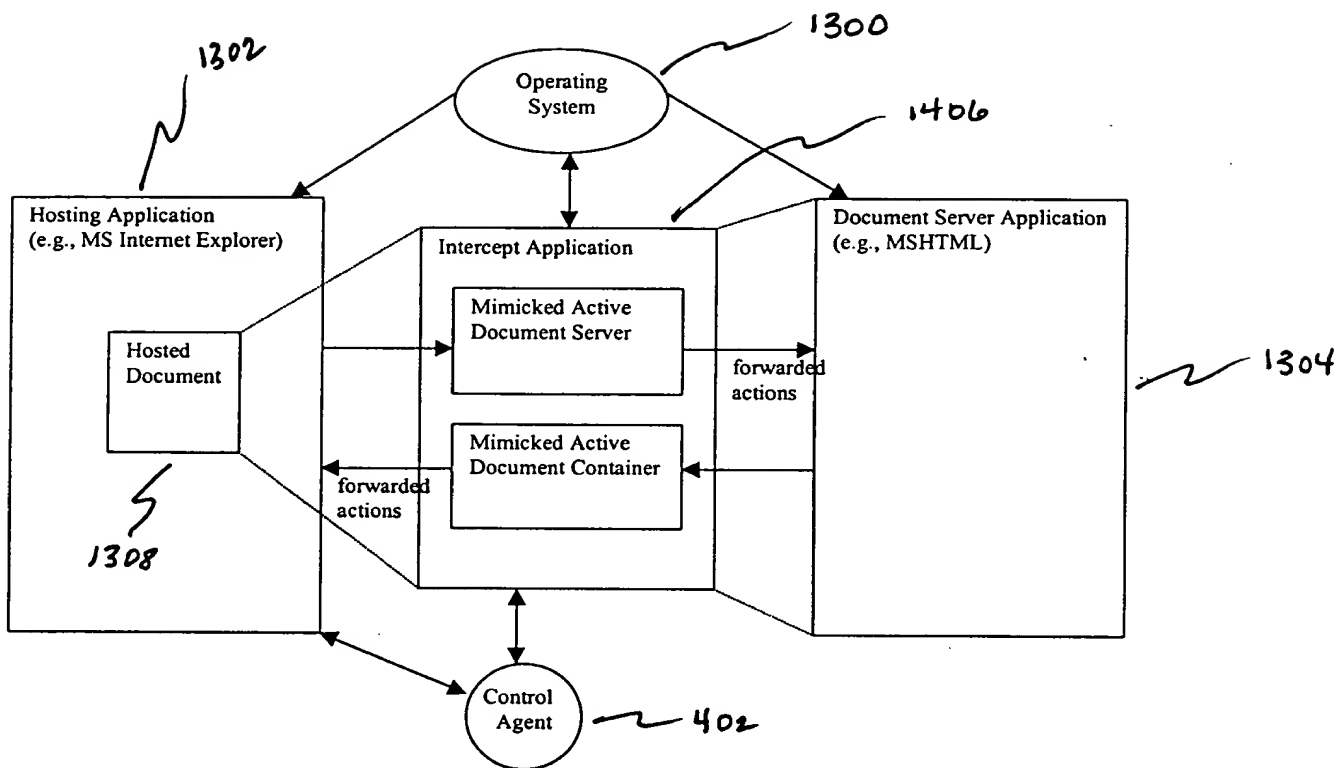 1300
1302
Operating
System
1406
Hosting Application
(e.g., MS Internet Explorer)
Intercept Application
Document Server Application
(e.g., MSHTML)
Mimicked Active
Document Server
Hosted
Document
forwarded
actions
1304
Mimicked Active
Document Container
forwarded
actions
1308
Control
Agent
402